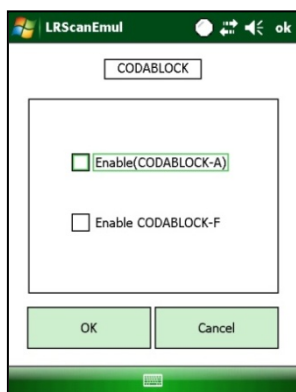 LRScanEmul ok
CODABLOCK
Enable(CODABLOCK-A)
Enable CODABLOCK-F
OK Cancel